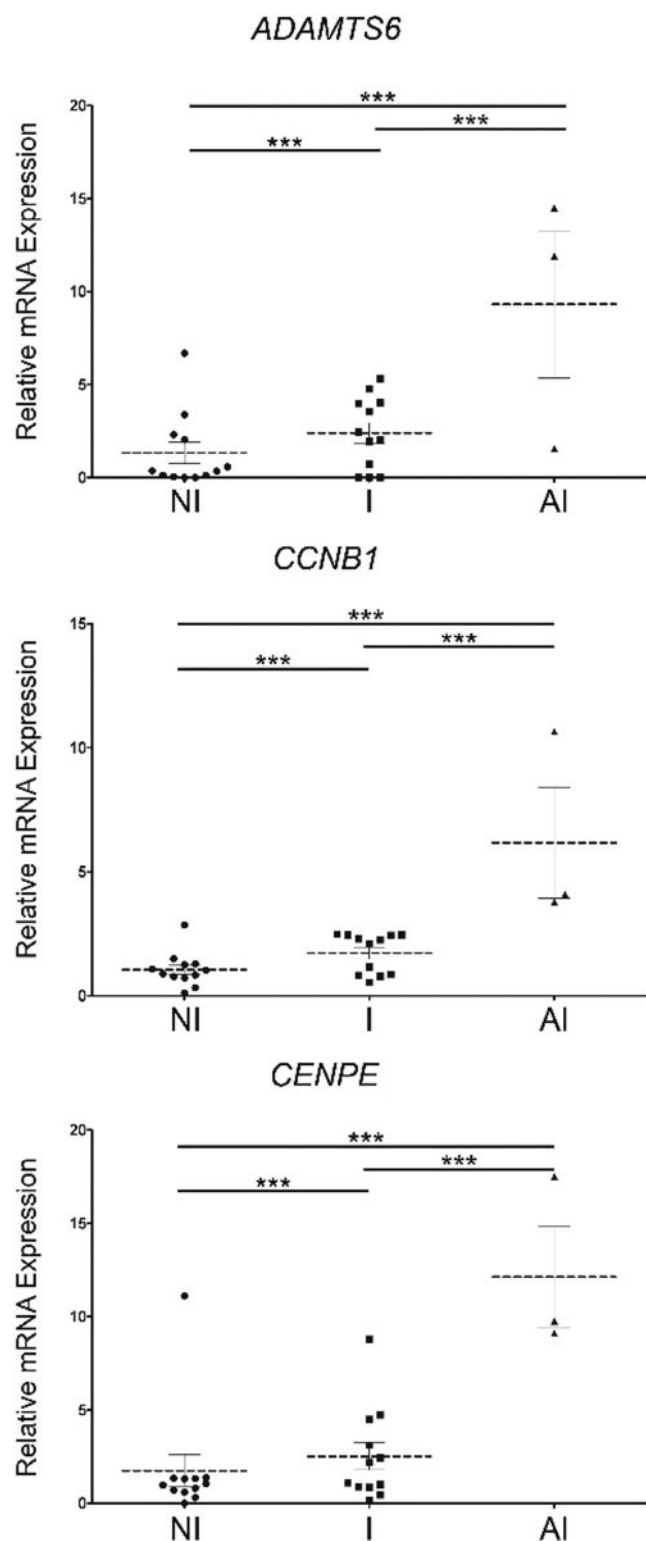 ADAMTS6
***
***
***
20
15
10
5
0
Relative mRNA Expression
NI I AI
CCNB1
***
***
***
15
10
5
0
Relative mRNA Expression
NI I AI
CENPE
***
***
***
20
15
10
5
0
Relative mRNA Expression
NI I AI